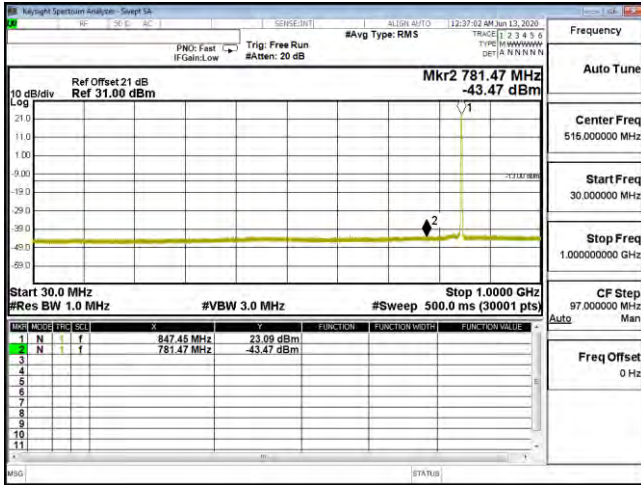 Keysight Spectrum Analyzer - Swept SA
RF 50 Ω AC SENSE:INT ALIGN AUTO 12:37:02 AM Jun 13, 2020
PNO: Fast Trig: Free Run #Avg Type: RMS TRACE 1 2 3 4 5 6
IFGain:Low #Atten: 20 dB TYPE M WWWWW
DET A N N N N N
Ref Offset 21 dB Mkr2 781.47 MHz
10 dB/div Ref 31.00 dBm -43.47 dBm
Log
1
21.0
11.0
1.00
-9.00
-13.00 dBm
-19.0
-29.0
-39.0
2
-49.0
-59.0
Start 30.0 MHz Stop 1.0000 GHz
#Res BW 1.0 MHz #VBW 3.0 MHz #Sweep 500.0 ms (30001 pts)
MKR MODE TRC SCL X Y FUNCTION FUNCTION WIDTH FUNCTION VALUE
1 N 1 f 847.45 MHz 23.09 dBm
2 N 1 f 781.47 MHz -43.47 dBm
3
4
5
6
7
8
9
10
11
MSG STATUS
Frequency
Auto Tune
Center Freq
515.000000 MHz
Start Freq
30.000000 MHz
Stop Freq
1.000000000 GHz
CF Step
97.000000 MHz
Auto Man
Freq Offset
0 Hz